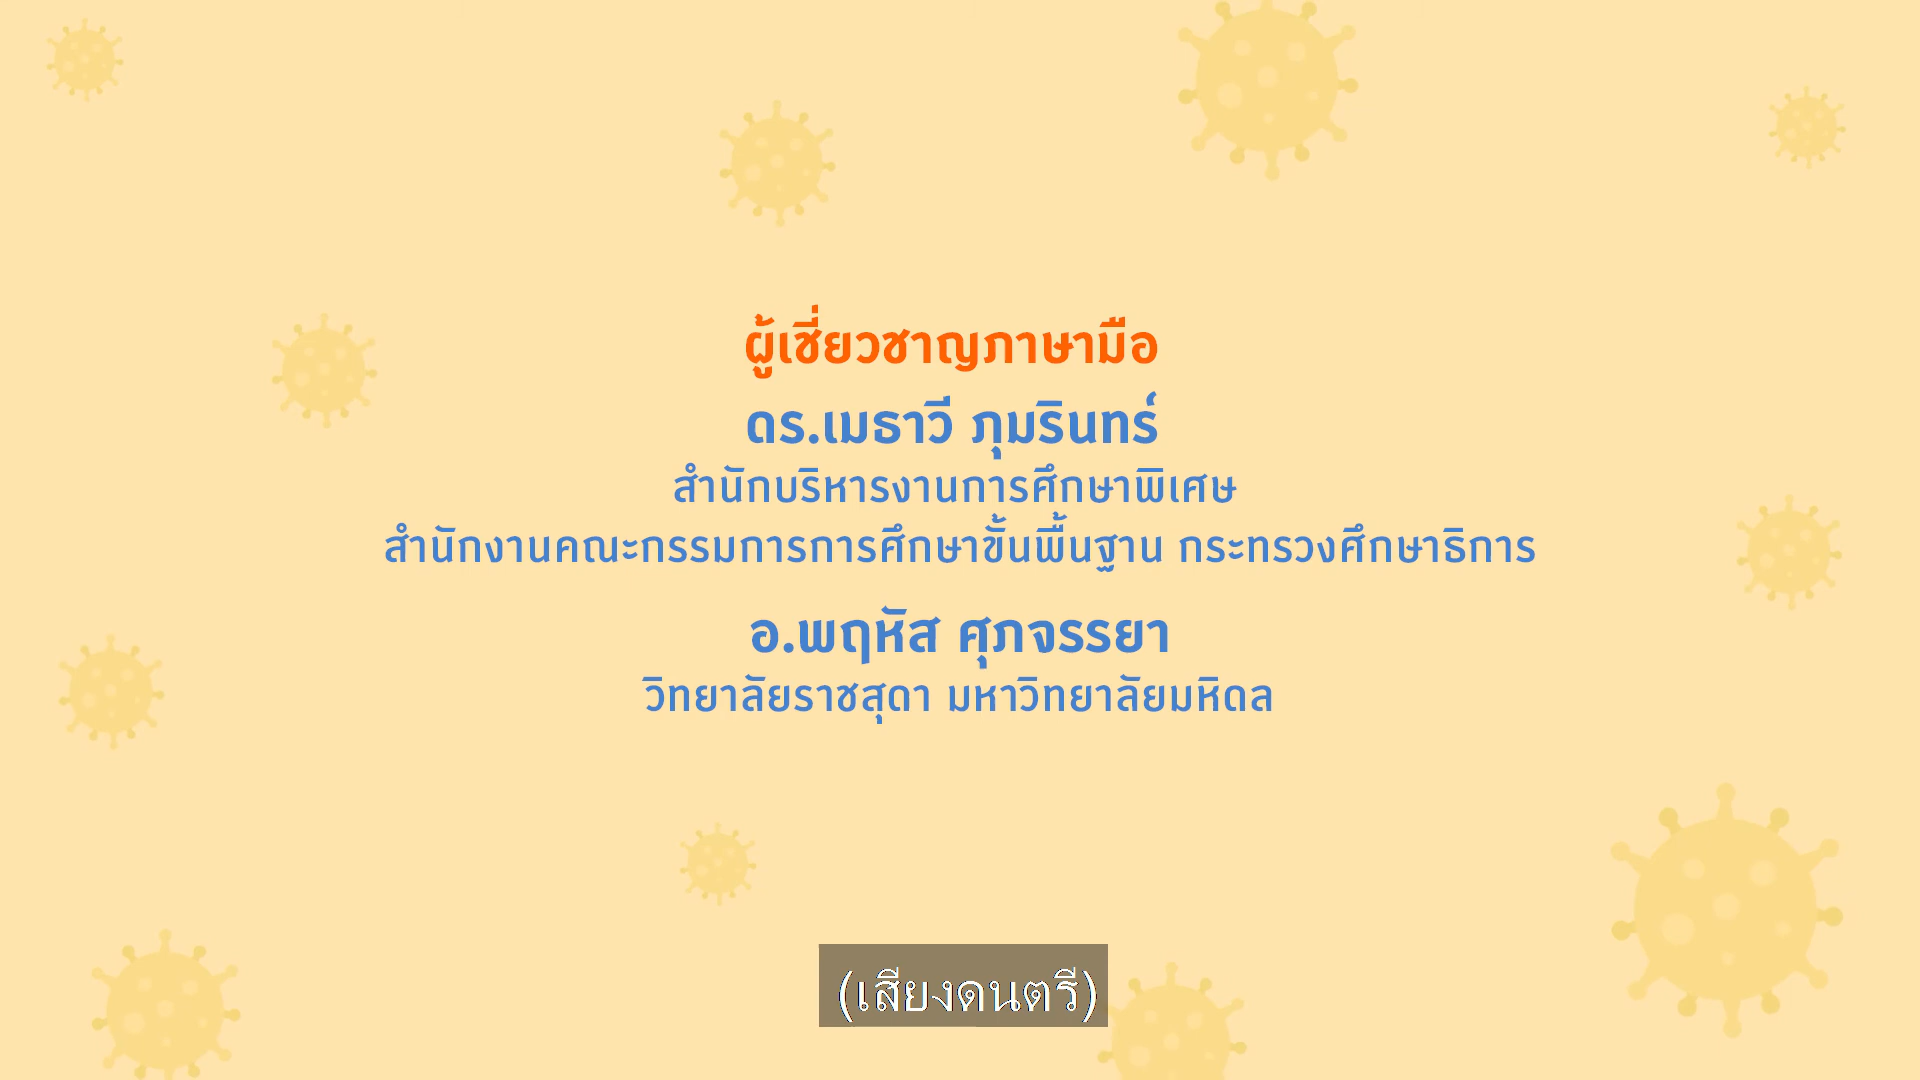 ผู้เชี่ยวชาญภาษามือ
ดร.เมธาวี ภุมรินทร์
สำนักบริหารงานการศึกษาพิเศษ
สำนักงานคณะกรรมการการศึกษาขั้นพื้นฐาน กระทรวงศึกษาธิการ
อ.พฤหัส ศุภจรรยา
วิทยาลัยราชสุดา มหาวิทยาลัยมหิดล
(เสียงดนตรี)